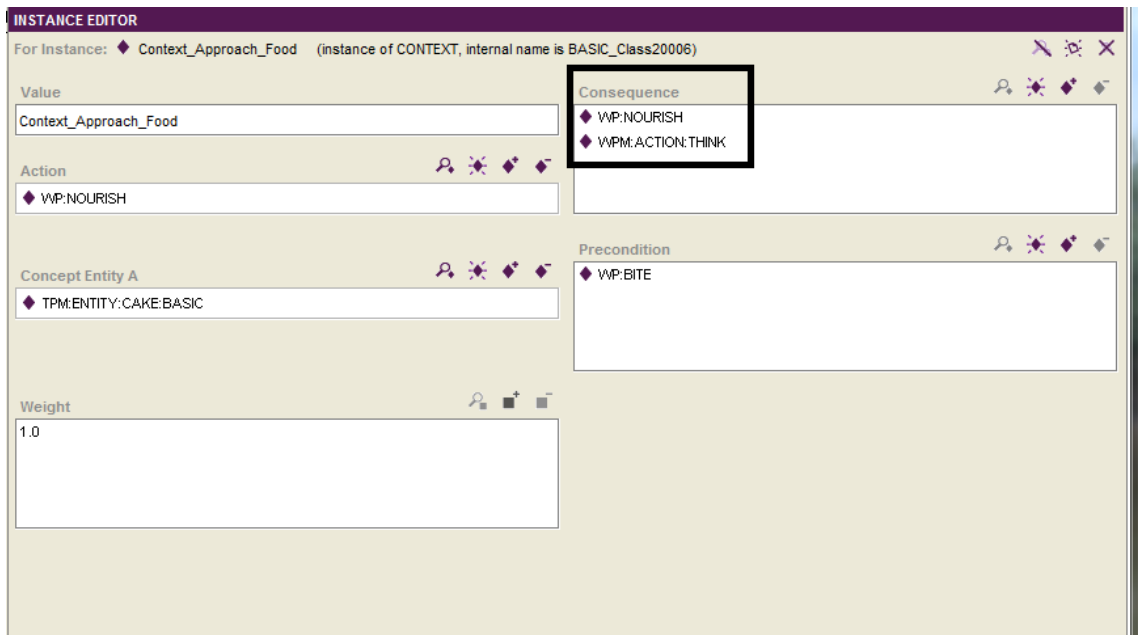 INSTANCE EDITOR
For Instance: Context_Approach_Food (instance of CONTEXT, internal name is BASIC_Class20006)
Value
Context_Approach_Food
Action
WP:NOURISH
Concept Entity A
TPM:ENTITY:CAKE:BASIC
Weight
1.0
Consequence
WP:NOURISH
WPM:ACTION:THINK
Precondition
WP:BITE